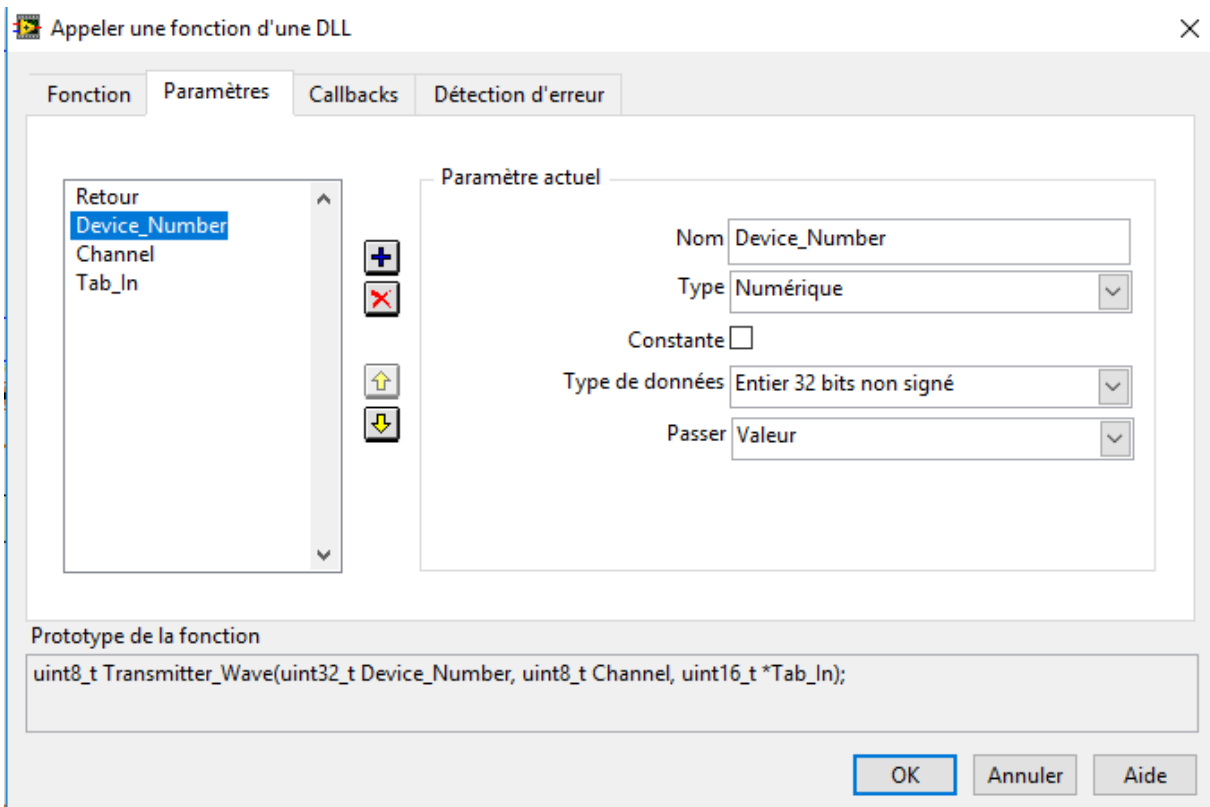 Appeler une fonction d'une DLL
Fonction Paramètres Callbacks Détection d'erreur
Retour
Device_Number
Channel
Tab_In
Paramètre actuel
Nom Device_Number
Type Numérique
Constante
Type de données Entier 32 bits non signé
Passer Valeur
Prototype de la fonction
uint8_t Transmitter_Wave(uint32_t Device_Number, uint8_t Channel, uint16_t *Tab_In);
OK Annuler Aide